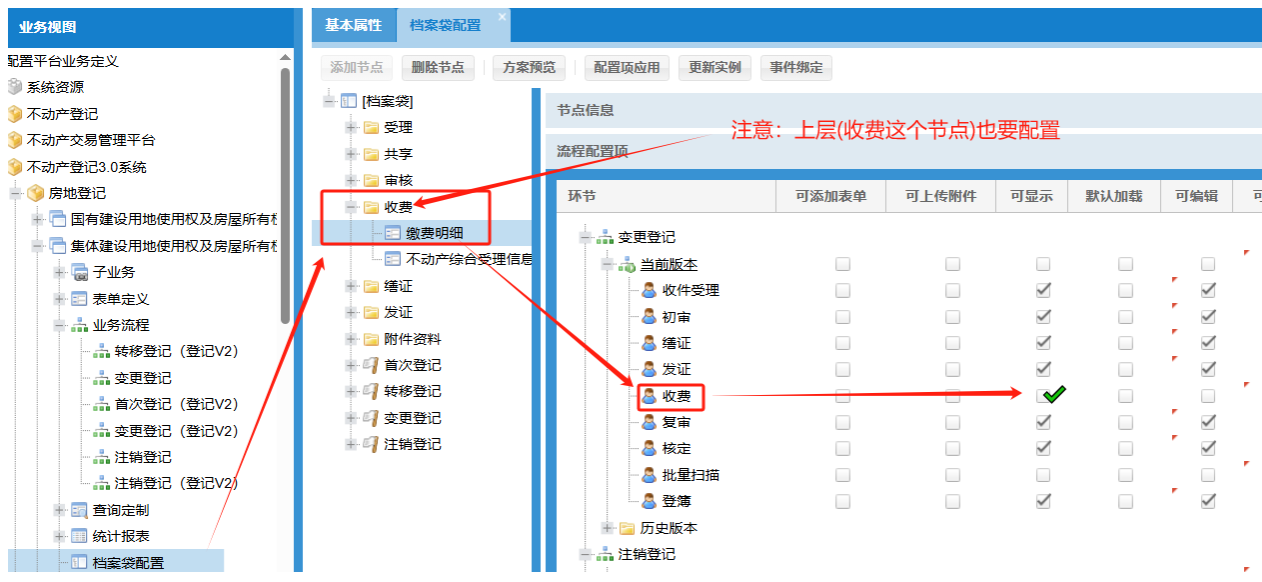 业务视图
配置平台业务定义
系统资源
不动产登记
不动产交易管理平台
不动产登记3.0系统
房地登记
国有建设用地使用权及房屋所有
集体建设用地使用权及房屋所有
子业务
表单定义
业务流程
转移登记（登记V2）
变更登记
首次登记（登记V2）
变更登记（登记V2）
注销登记
注销登记（登记V2）
查询定制
统计报表
档案袋配置
基本属性 档案袋配置
添加节点 删除节点 方案预览 配置项应用 更新实例 事件绑定
[档案袋]
受理
共享
审核
收费
缴费明细
不动产综合受理信息
缮证
发证
附件资料
首次登记
转移登记
变更登记
注销登记
节点信息
注意：上层(收费这个节点)也要配置
流程配置项
环节 可添加表单 可上传附件 可显示 默认加载 可编辑
变更登记
当前版本
收件受理
初审
缮证
发证
收费
复审
核定
批量扫描
登簿
历史版本
注销登记